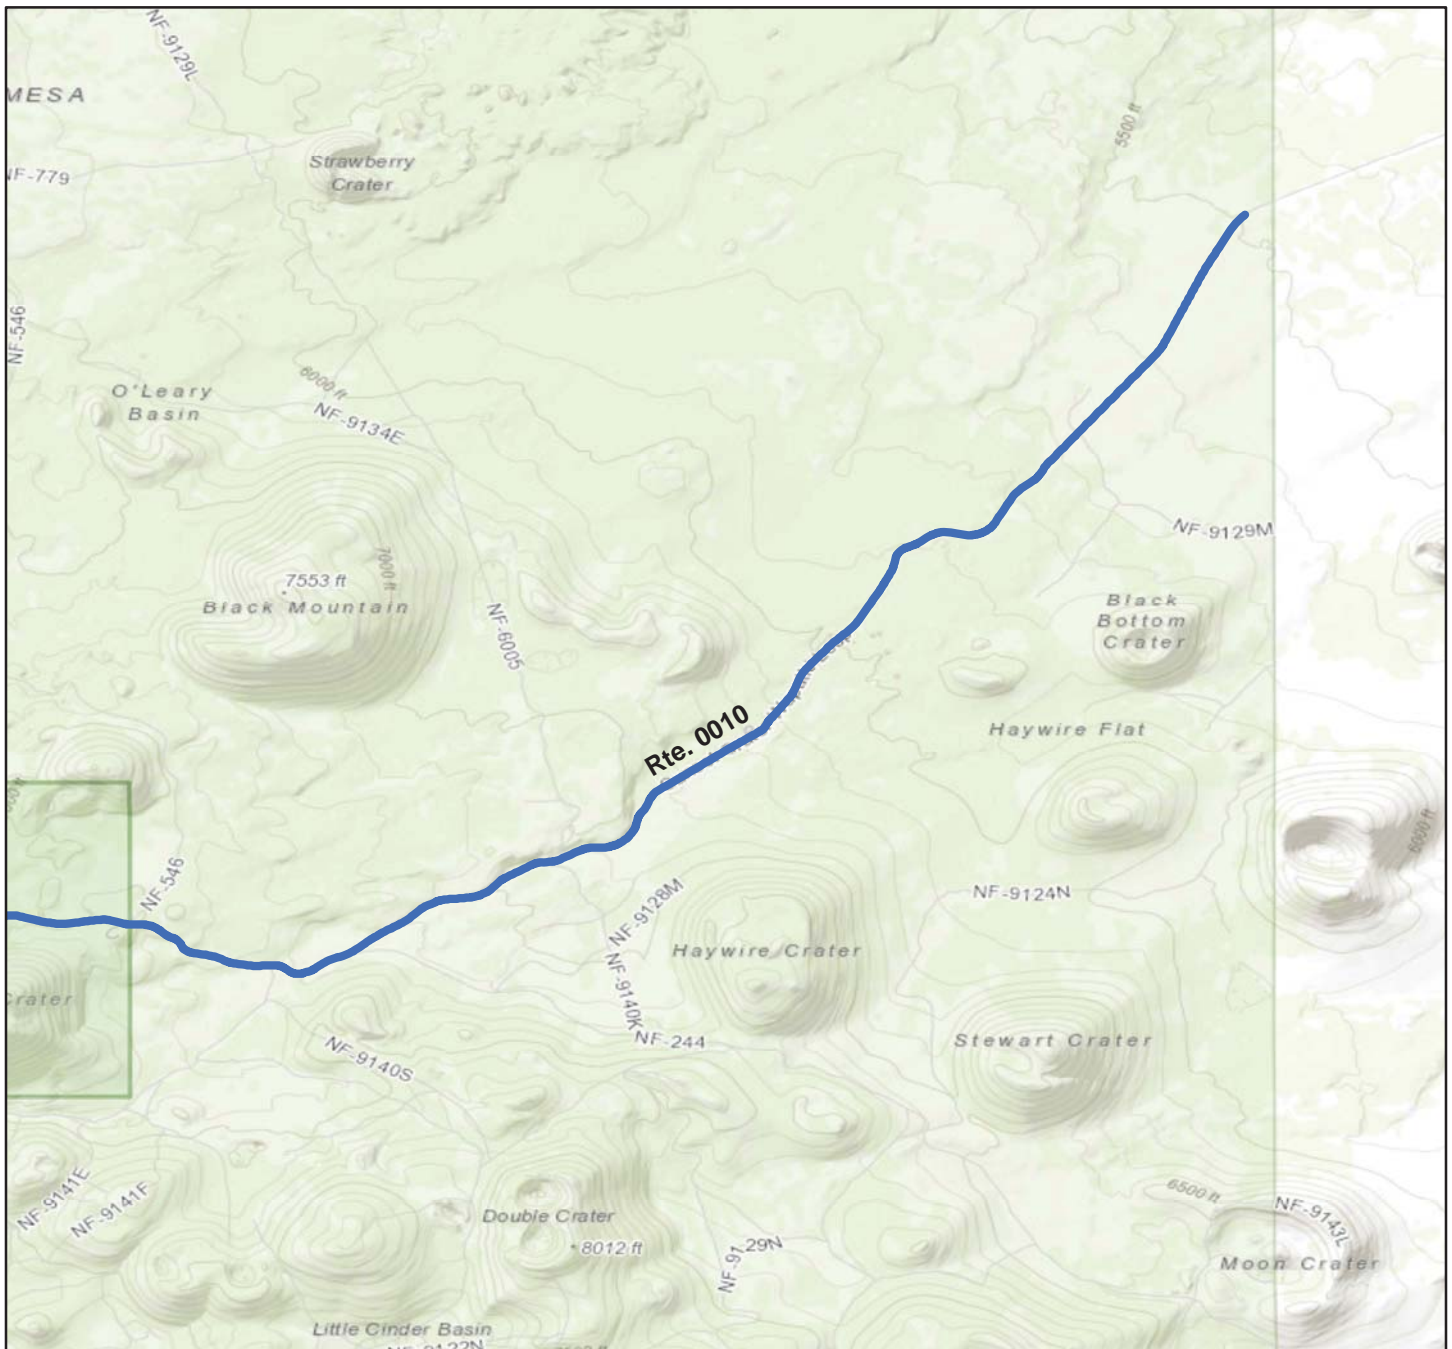 NF-9129L
MESA
Strawberry
Crater
5500 ft
NF-779
NF-546
O'Leary
Basin
6000 ft
NF-9134E
NF-9129M
7000 ft
7553 ft
Black Mountain
NF-6005
Black
Bottom
Crater
Rte. 0010
Haywire Flat
6000 ft
NF-546
NF-9128M
NF-9124N
Haywire Crater
NF-9140K
Crater
NF-244
Stewart Crater
NF-9140S
NF-9141E
NF-9141F
6500 ft
NF-9143L
Double Crater
8012 ft
NF-9129N
Moon Crater
Little Cinder Basin